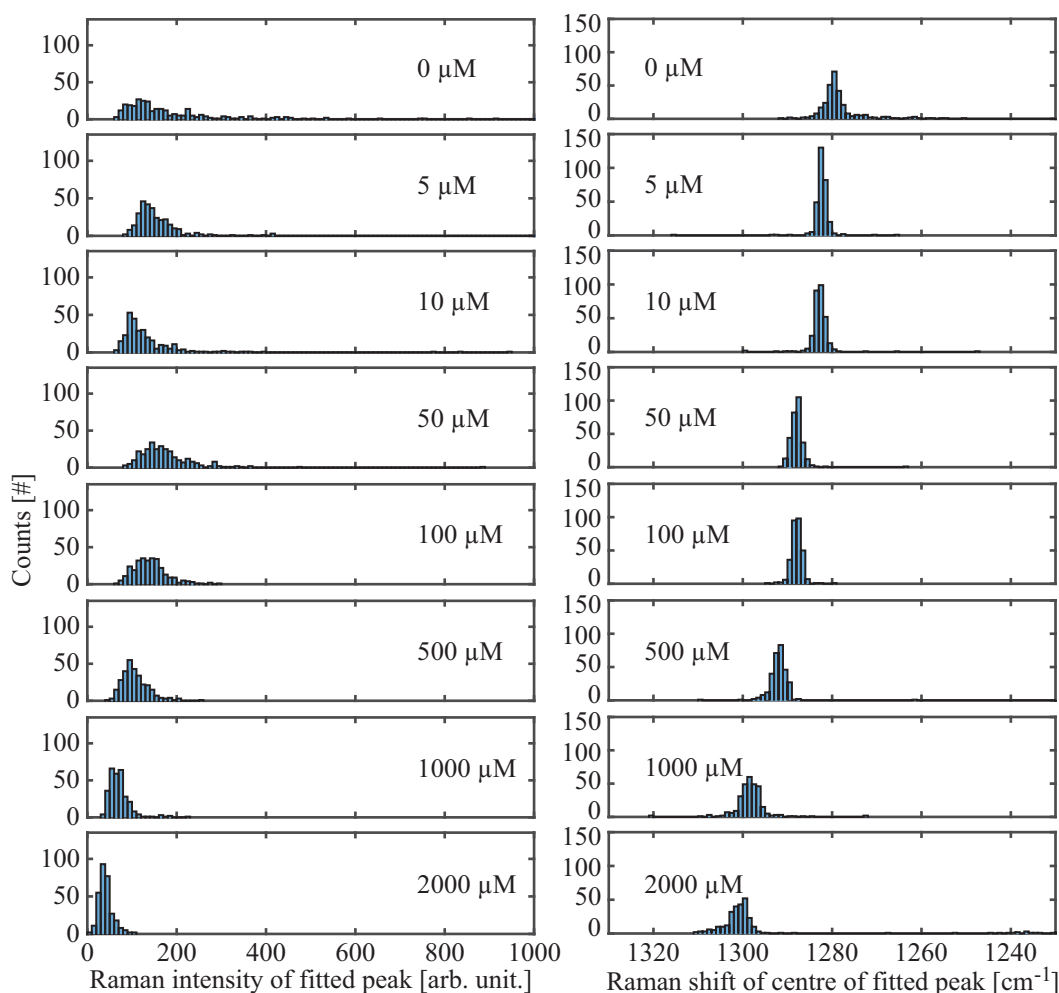 100
50
0
0 µM
150
100
50
0
0 µM
100
50
0
5 µM
150
100
50
0
5 µM
100
50
0
10 µM
150
100
50
0
10 µM
100
50
0
50 µM
150
100
50
0
50 µM
100
50
0
100 µM
150
100
50
0
100 µM
100
50
0
500 µM
150
100
50
0
500 µM
100
50
0
1000 µM
150
100
50
0
1000 µM
100
50
0
2000 µM
150
100
50
0
2000 µM
Counts [#]
0 200 400 600 800 1000
Raman intensity of fitted peak [arb. unit.]
1320 1300 1280 1260 1240
Raman shift of centre of fitted peak [cm⁻¹]